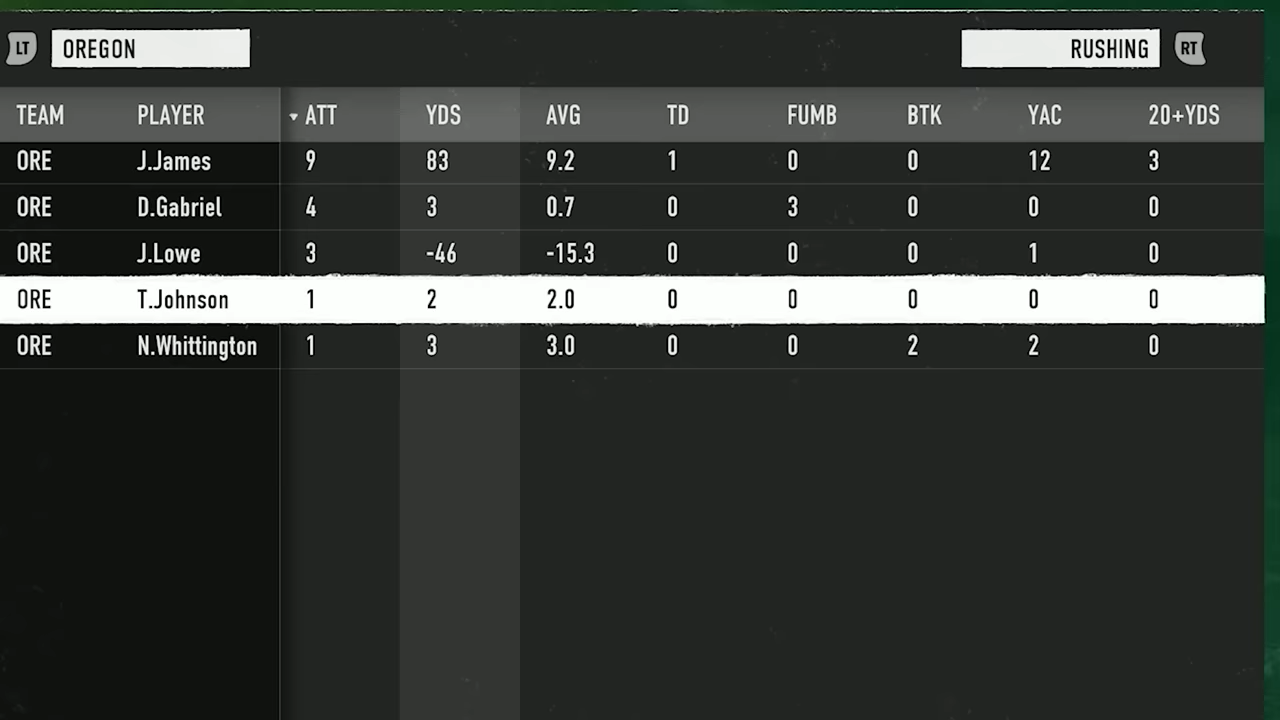 LT OREGON RUSHING RT
TEAM PLAYER ATT YDS AVG TD FUMB BTK YAC 20+YDS
ORE J.James 9 83 9.2 1 0 0 12 3
ORE D.Gabriel 4 3 0.7 0 3 0 0 0
ORE J.Lowe 3 -46 -15.3 0 0 0 1 0
ORE T.Johnson 1 2 2.0 0 0 0 0 0
ORE N.Whittington 1 3 3.0 0 0 2 2 0